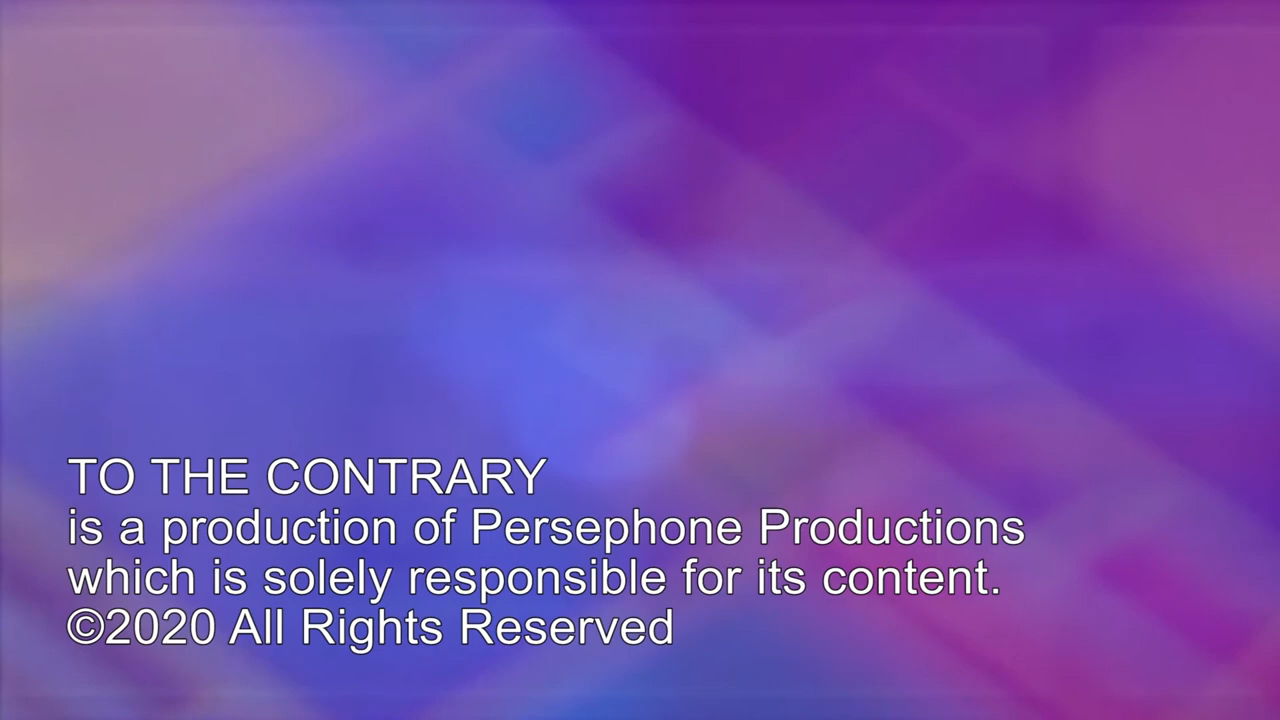 TO THE CONTRARY
is a production of Persephone Productions
which is solely responsible for its content.
©2020 All Rights Reserved